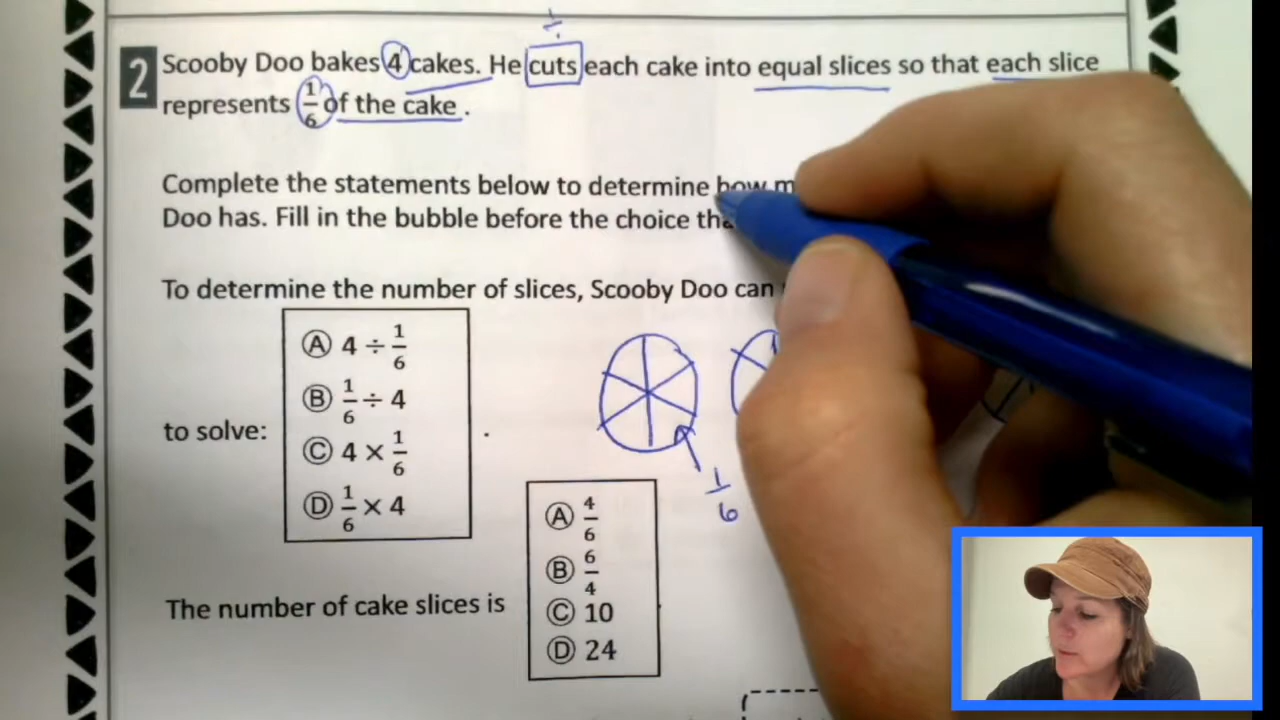 ÷
2 Scooby Doo bakes 4 cakes. He cuts each cake into equal slices so that each slice
represents 1/6 of the cake .
Complete the statements below to determine how m
Doo has. Fill in the bubble before the choice tha
To determine the number of slices, Scooby Doo can
Ⓐ 4 ÷ 1/6
Ⓑ 1/6 ÷ 4
to solve: .
Ⓒ 4 × 1/6
Ⓓ 1/6 × 4
1/6
Ⓐ 4/6
Ⓑ 6/4
The number of cake slices is .
Ⓒ 10
Ⓓ 24